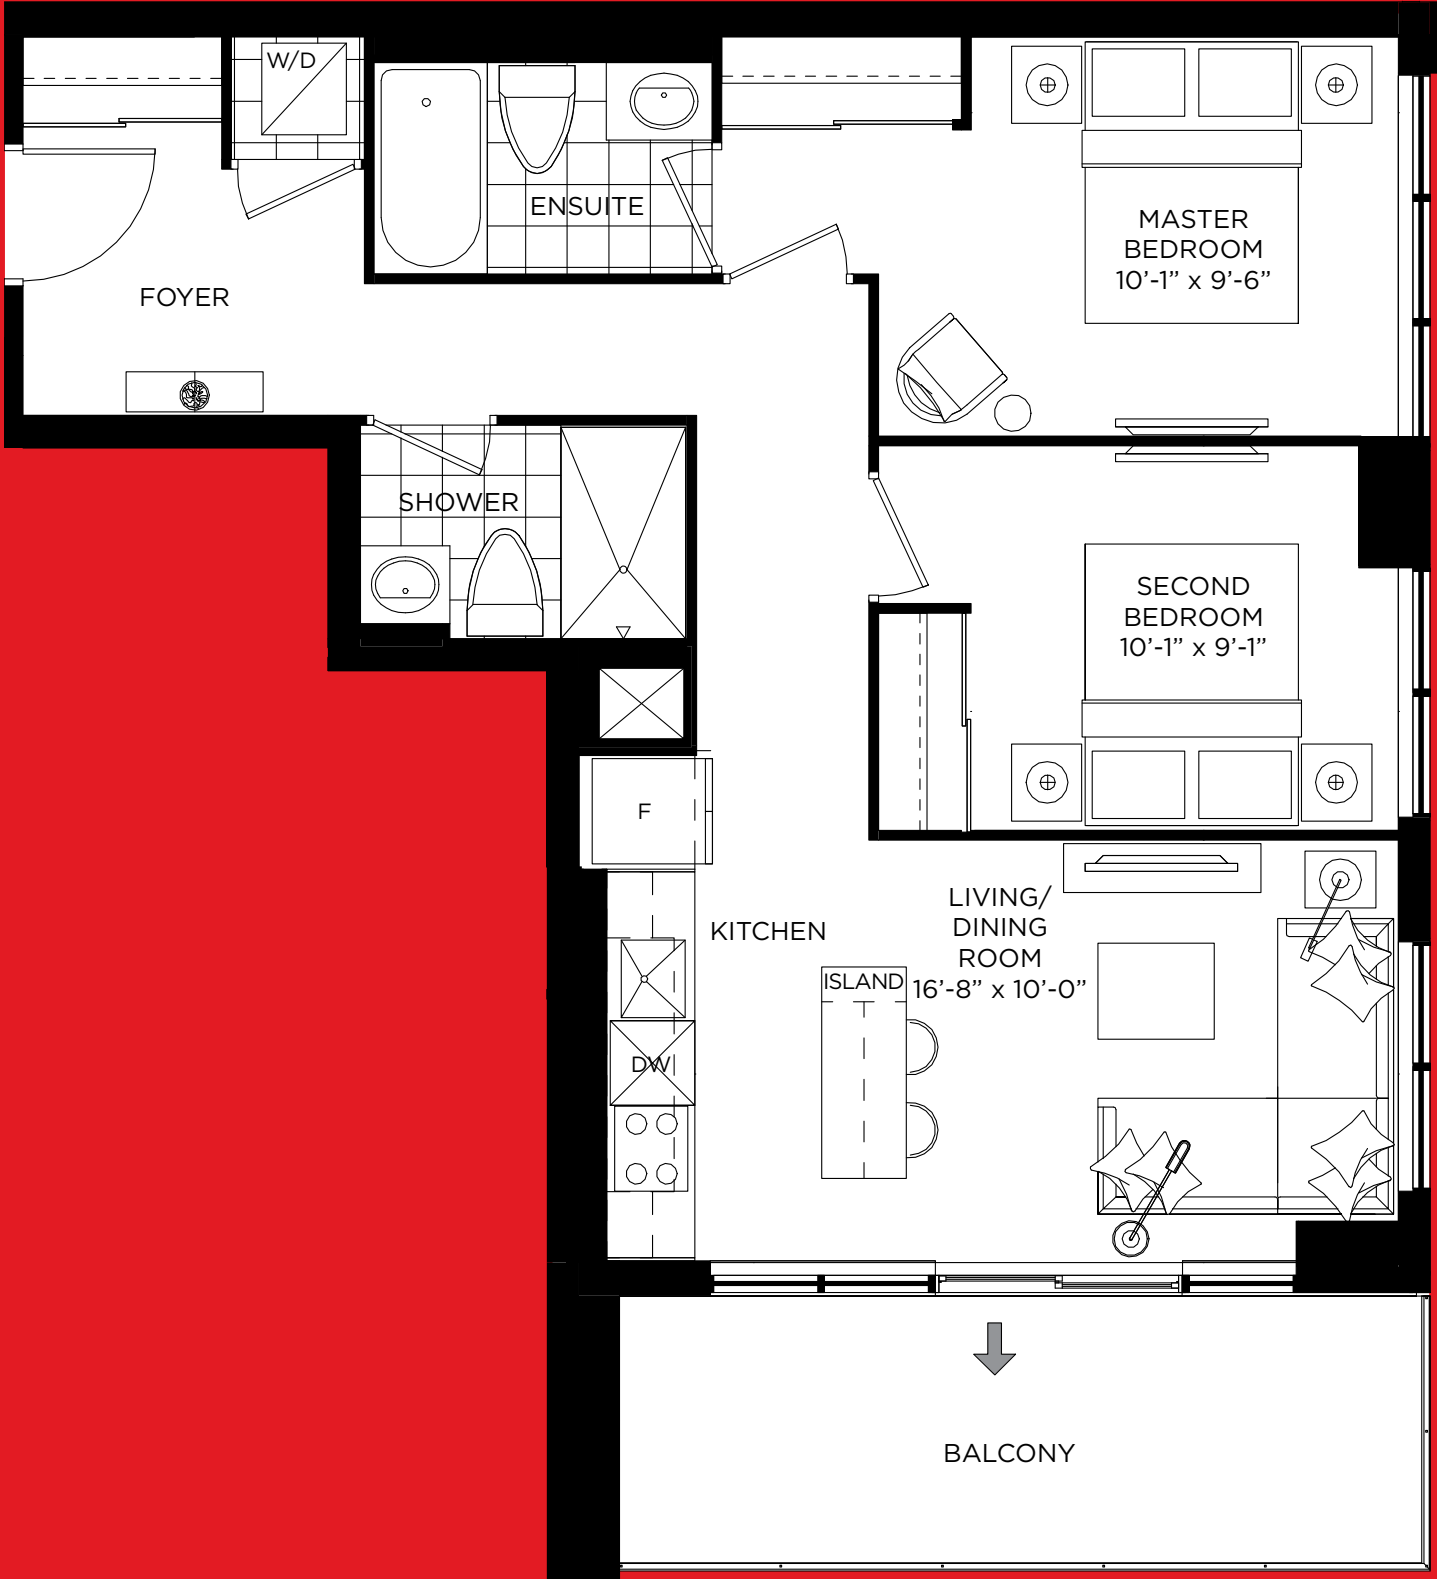 W/D
ENSUITE
MASTER
BEDROOM
10’-1” x 9’-6”
FOYER
SHOWER
SECOND
BEDROOM
10’-1” x 9’-1”
F
KITCHEN
LIVING/
DINING
ROOM
16’-8” x 10’-0”
ISLAND
DW
BALCONY